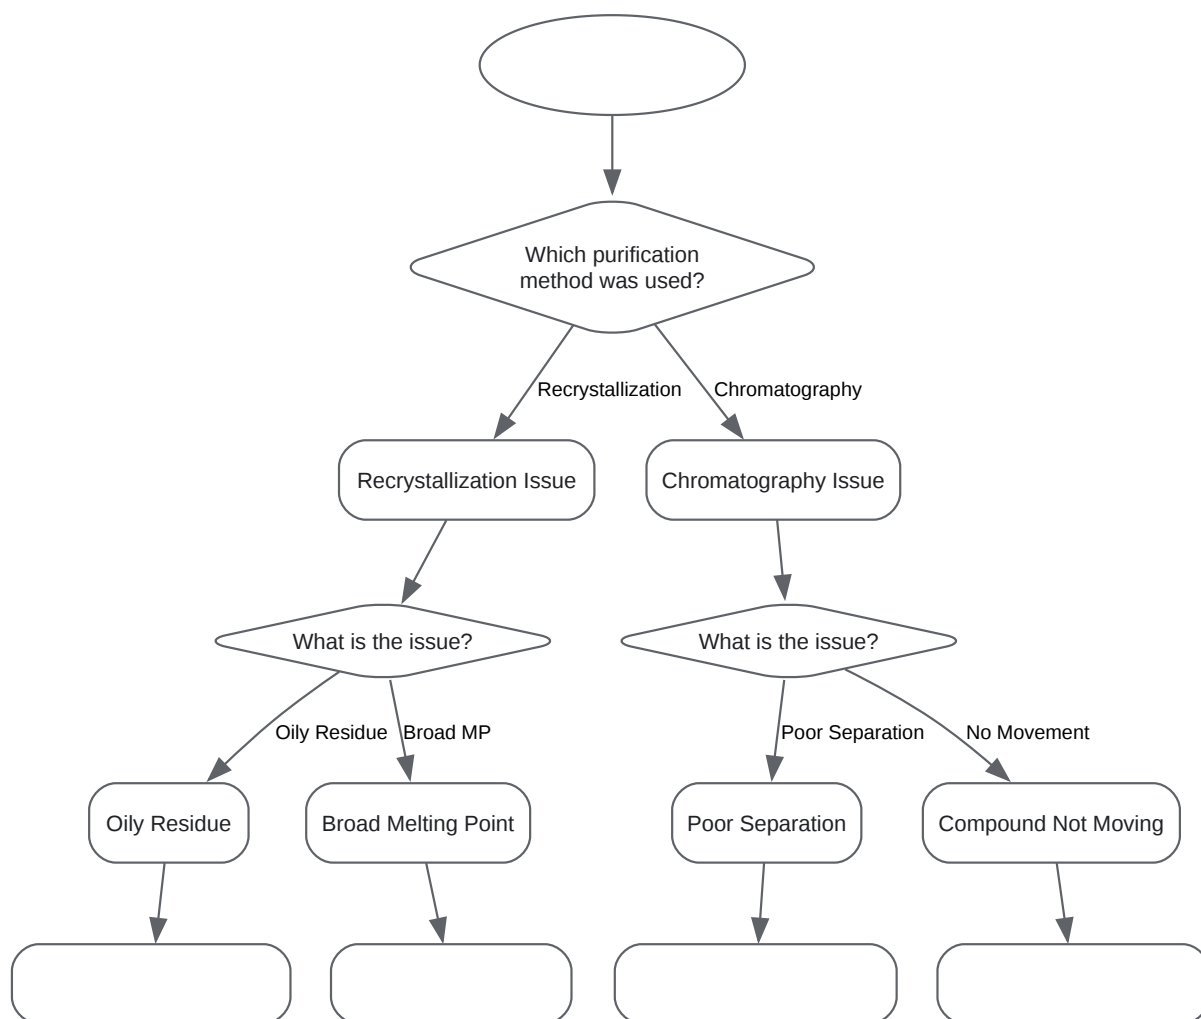 Which purification
method was used?
Recrystallization
Chromatography
Recrystallization Issue
Chromatography Issue
What is the issue?
What is the issue?
Oily Residue
Broad MP
Poor Separation
No Movement
Oily Residue
Broad Melting Point
Poor Separation
Compound Not Moving